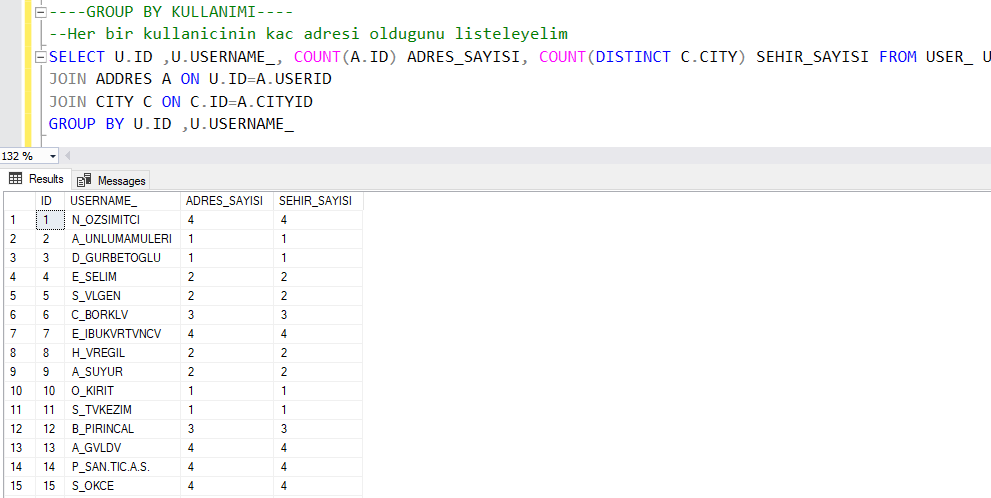 ----GROUP BY KULLANIMI----
--Her bir kullanicinin kac adresi oldugunu listeleyelim
SELECT U.ID ,U.USERNAME_, COUNT(A.ID) ADRES_SAYISI, COUNT(DISTINCT C.CITY) SEHIR_SAYISI FROM USER_ U
JOIN ADDRES A ON U.ID=A.USERID
JOIN CITY C ON C.ID=A.CITYID
GROUP BY U.ID ,U.USERNAME_
132 %
Results Messages
ID USERNAME_ ADRES_SAYISI SEHIR_SAYISI
1 1 N_OZSIMITCI 4 4
2 2 A_UNLUMAMULERI 1 1
3 3 D_GURBETOGLU 1 1
4 4 E_SELIM 2 2
5 5 S_VLGEN 2 2
6 6 C_BORKLV 3 3
7 7 E_IBUKVRTVNCV 4 4
8 8 H_VREGIL 2 2
9 9 A_SUYUR 2 2
10 10 O_KIRIT 1 1
11 11 S_TVKEZIM 1 1
12 12 B_PIRINCAL 3 3
13 13 A_GVLDV 4 4
14 14 P_SAN.TIC.A.S. 4 4
15 15 S_OKCE 4 4